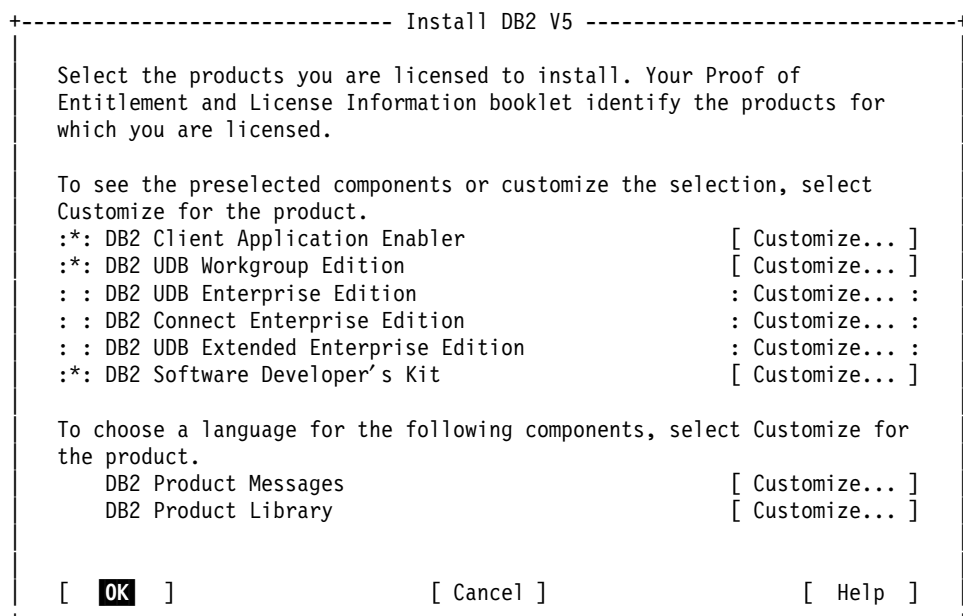 Install DB2 V5
Select the products you are licensed to install. Your Proof of
Entitlement and License Information booklet identify the products for
which you are licensed.
To see the preselected components or customize the selection, select
Customize for the product.
:*: DB2 Client Application Enabler [ Customize... ]
:*: DB2 UDB Workgroup Edition [ Customize... ]
: : DB2 UDB Enterprise Edition : Customize... :
: : DB2 Connect Enterprise Edition : Customize... :
: : DB2 UDB Extended Enterprise Edition : Customize... :
:*: DB2 Software Developer′s Kit [ Customize... ]
To choose a language for the following components, select Customize for
the product.
DB2 Product Messages [ Customize... ]
DB2 Product Library [ Customize... ]
[ OK ] [ Cancel ] [ Help ]